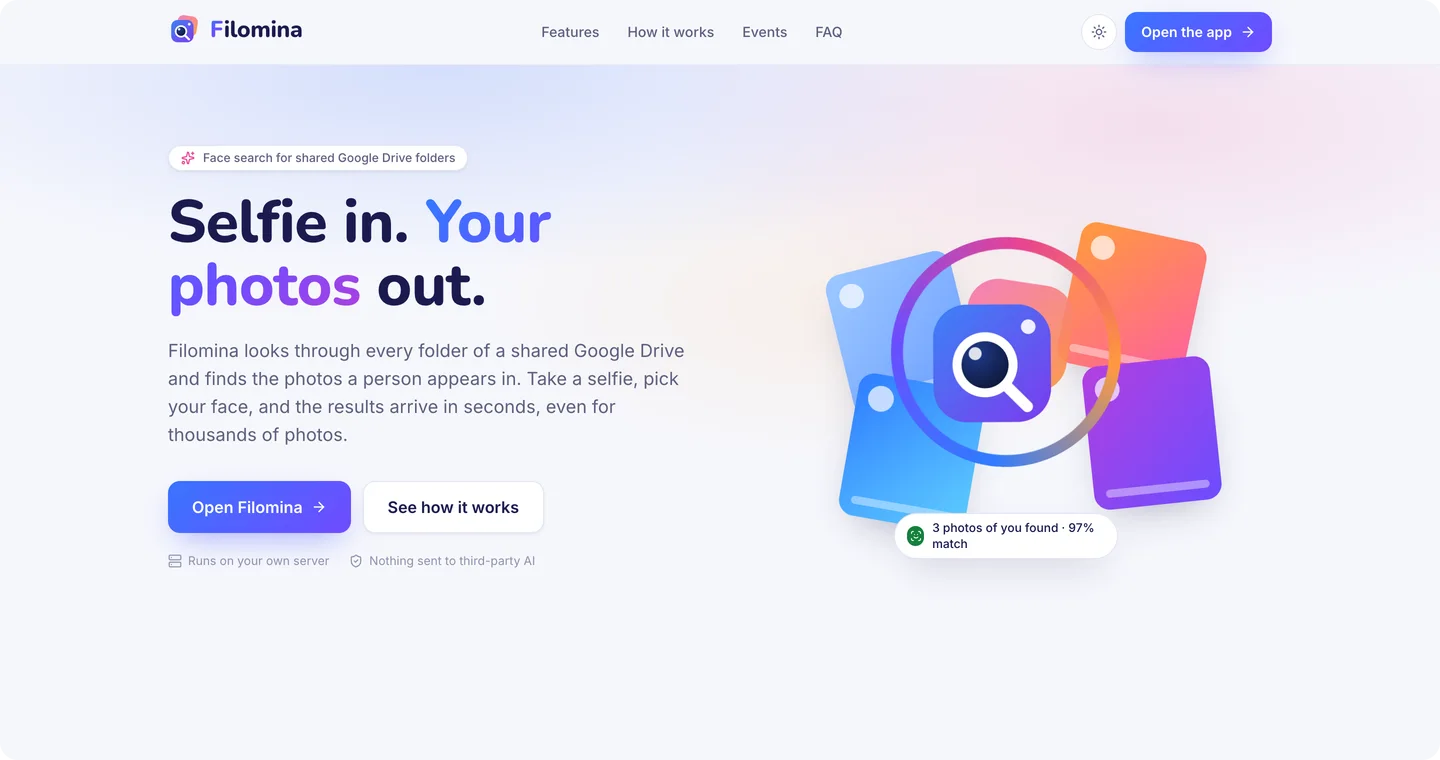 Filomina
Features
How it works
Events
FAQ
Open the app
Face search for shared Google Drive folders
Selfie in. Your
photos out.
Filomina looks through every folder of a shared Google Drive
and finds the photos a person appears in. Take a selfie, pick
your face, and the results arrive in seconds, even for
thousands of photos.
Open Filomina
See how it works
Runs on your own server
Nothing sent to third-party AI
3 photos of you found · 97%
match